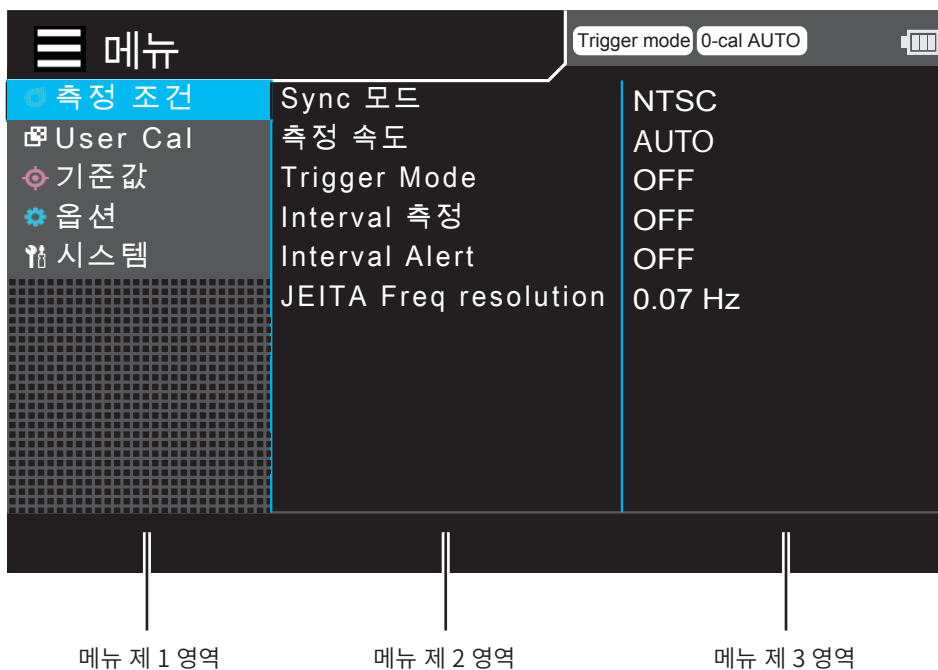 메뉴
Trigger mode 0-cal AUTO
측정 조건 Sync 모드 NTSC
User Cal 측정 속도 AUTO
기준값 Trigger Mode OFF
옵션 Interval 측정 OFF
시스템 Interval Alert OFF
JEITA Freq resolution 0.07 Hz
메뉴 제 1 영역 메뉴 제 2 영역 메뉴 제 3 영역